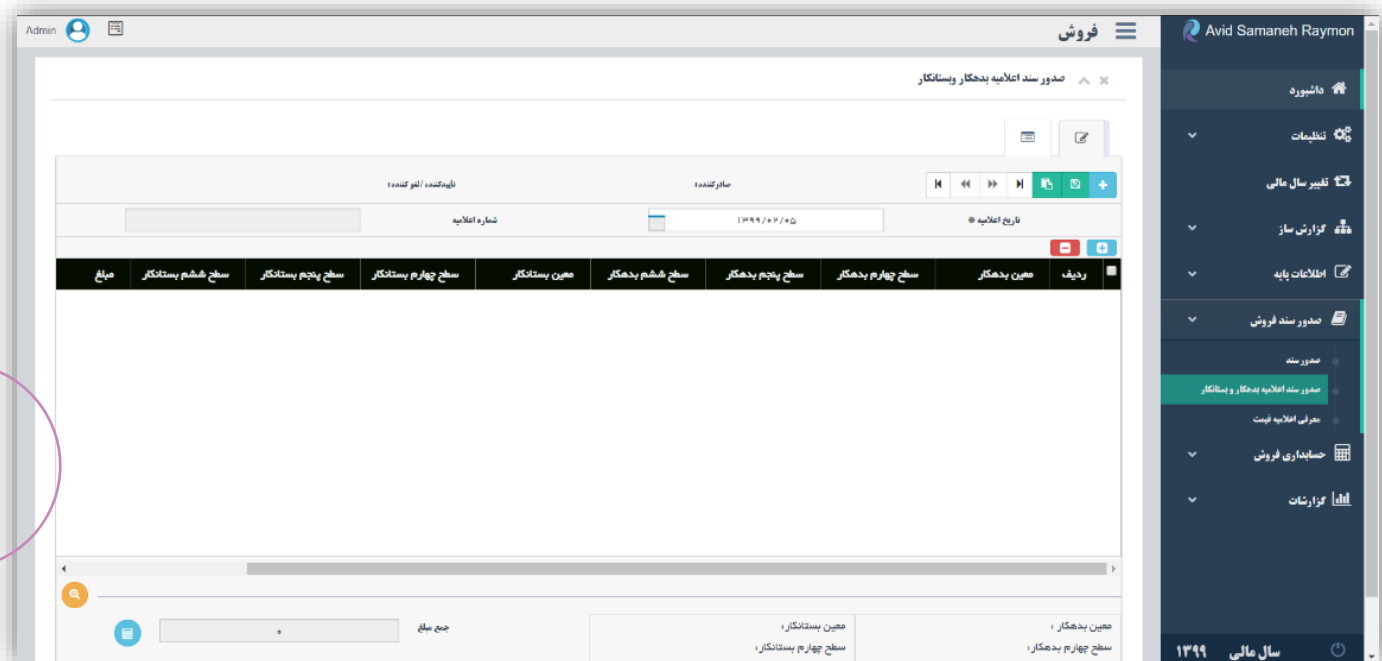 Avid Samaneh Raymon
داشبورد
تنظیمات
تغییر سال مالی
گزارش ساز
اطلاعات پایه
صدور سند فروش
صدور سند
صدور سند اعلامیه بدهکار و بستانکار
معرفی اعلامیه قیمت
حسابداری فروش
گزارشات
سال مالی ۱۳۹۹
فروش
Admin
صدور سند اعلامیه بدهکار وبستانکار
صادرکننده : تاییدکننده / لغو کننده :
تاریخ اعلامیه * ۱۳۹۹/۰۲/۰۵ شماره اعلامیه
ردیف معین بدهکار سطح چهارم بدهکار سطح پنجم بدهکار سطح ششم بدهکار معین بستانکار سطح چهارم بستانکار سطح پنجم بستانکار سطح ششم بستانکار مبلغ
معین بدهکار : معین بستانکار : جمع مبلغ ۰
سطح چهارم بدهکار: سطح چهارم بستانکار: